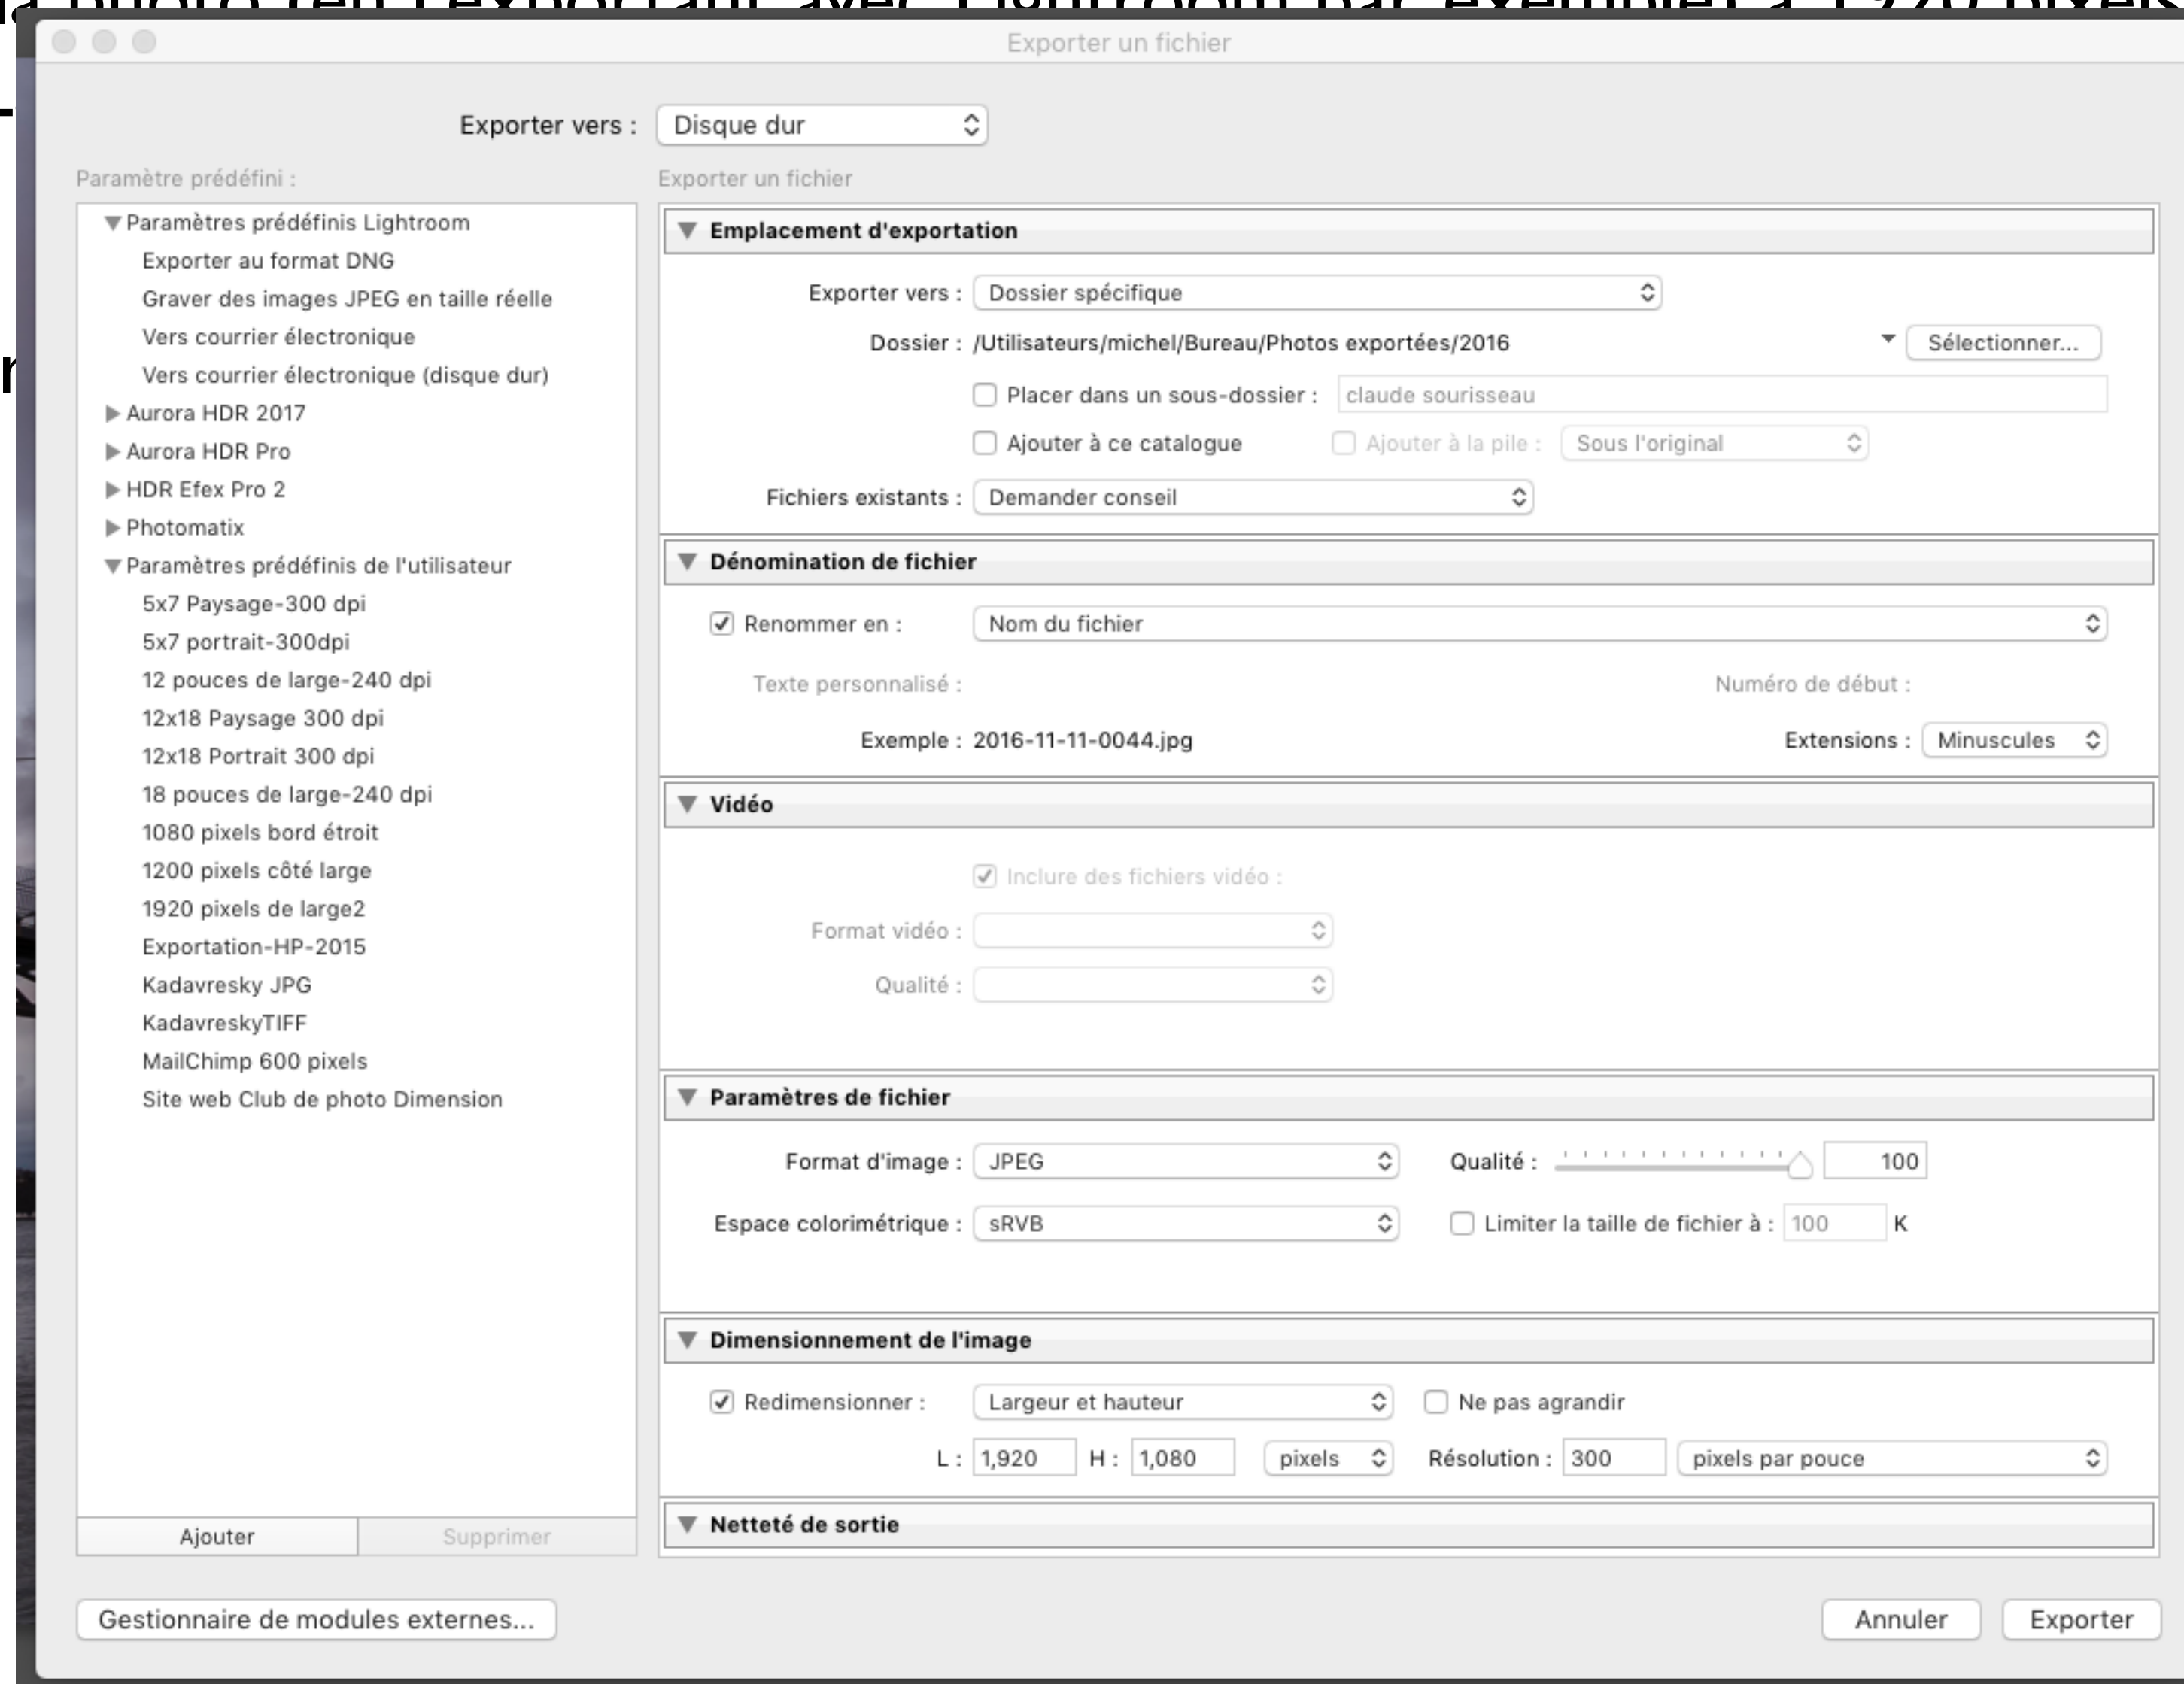 la photo (en l'exportant avec Lightroom par exemple) à 1920 pixels
Exporter un fichier
Exporter vers : Disque dur
Paramètre prédéfini :
Paramètres prédéfinis Lightroom
Exporter au format DNG
Graver des images JPEG en taille réelle
Vers courrier électronique
Vers courrier électronique (disque dur)
Aurora HDR 2017
Aurora HDR Pro
HDR Efex Pro 2
Photomatix
Paramètres prédéfinis de l'utilisateur
5x7 Paysage-300 dpi
5x7 portrait-300dpi
12 pouces de large-240 dpi
12x18 Paysage 300 dpi
12x18 Portrait 300 dpi
18 pouces de large-240 dpi
1080 pixels bord étroit
1200 pixels côté large
1920 pixels de large2
Exportation-HP-2015
Kadavresky JPG
KadavreskyTIFF
MailChimp 600 pixels
Site web Club de photo Dimension
Ajouter Supprimer
Exporter un fichier
Emplacement d'exportation
Exporter vers : Dossier spécifique
Dossier : /Utilisateurs/michel/Bureau/Photos exportées/2016 Sélectionner...
Placer dans un sous-dossier : claude sourisseau
Ajouter à ce catalogue Ajouter à la pile : Sous l'original
Fichiers existants : Demander conseil
Dénomination de fichier
Renommer en : Nom du fichier
Texte personnalisé : Numéro de début :
Exemple : 2016-11-11-0044.jpg Extensions : Minuscules
Vidéo
Inclure des fichiers vidéo :
Format vidéo :
Qualité :
Paramètres de fichier
Format d'image : JPEG Qualité : 100
Espace colorimétrique : sRVB Limiter la taille de fichier à : 100 K
Dimensionnement de l'image
Redimensionner : Largeur et hauteur Ne pas agrandir
L : 1,920 H : 1,080 pixels Résolution : 300 pixels par pouce
Netteté de sortie
Gestionnaire de modules externes... Annuler Exporter